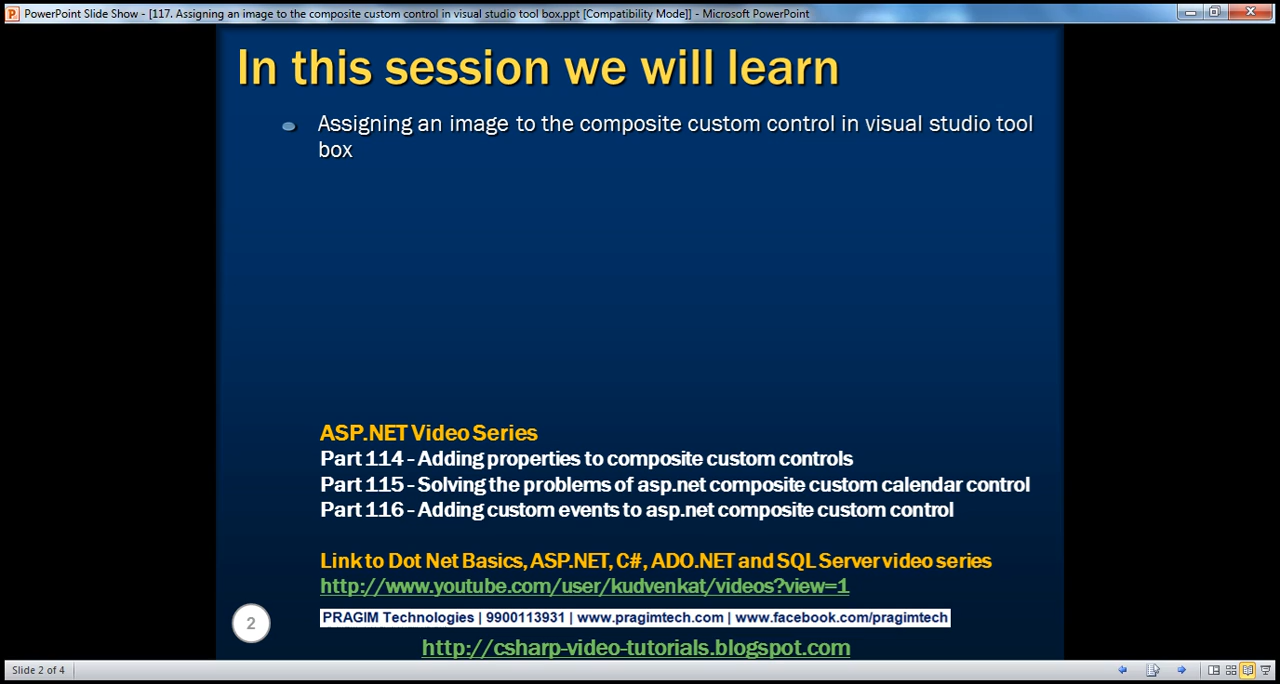 PowerPoint Slide Show - [117. Assigning an image to the composite custom control in visual studio tool box.ppt [Compatibility Mode]] - Microsoft PowerPoint
In this session we will learn
Assigning an image to the composite custom control in visual studio tool
box
ASP.NET Video Series
Part 114 - Adding properties to composite custom controls
Part 115 - Solving the problems of asp.net composite custom calendar control
Part 116 - Adding custom events to asp.net composite custom control
Link to Dot Net Basics, ASP.NET, C#, ADO.NET and SQL Server video series
http://www.youtube.com/user/kudvenkat/videos?view=1
2
PRAGIM Technologies | 9900113931 | www.pragimtech.com | www.facebook.com/pragimtech
http://csharp-video-tutorials.blogspot.com
Slide 2 of 4